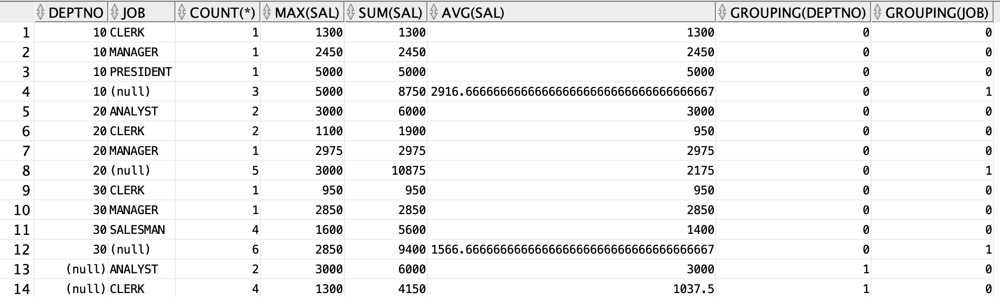 DEPTNO JOB COUNT(*) MAX(SAL) SUM(SAL) AVG(SAL) GROUPING(DEPTNO) GROUPING(JOB)
1 10 CLERK 1 1300 1300 1300 0 0
2 10 MANAGER 1 2450 2450 2450 0 0
3 10 PRESIDENT 1 5000 5000 5000 0 0
4 10 (null) 3 5000 8750 2916.666666666666666666666666666666666667 0 1
5 20 ANALYST 2 3000 6000 3000 0 0
6 20 CLERK 2 1100 1900 950 0 0
7 20 MANAGER 1 2975 2975 2975 0 0
8 20 (null) 5 3000 10875 2175 0 1
9 30 CLERK 1 950 950 950 0 0
10 30 MANAGER 1 2850 2850 2850 0 0
11 30 SALESMAN 4 1600 5600 1400 0 0
12 30 (null) 6 2850 9400 1566.666666666666666666666666666666666667 0 1
13 (null) ANALYST 2 3000 6000 3000 1 0
14 (null) CLERK 4 1300 4150 1037.5 1 0